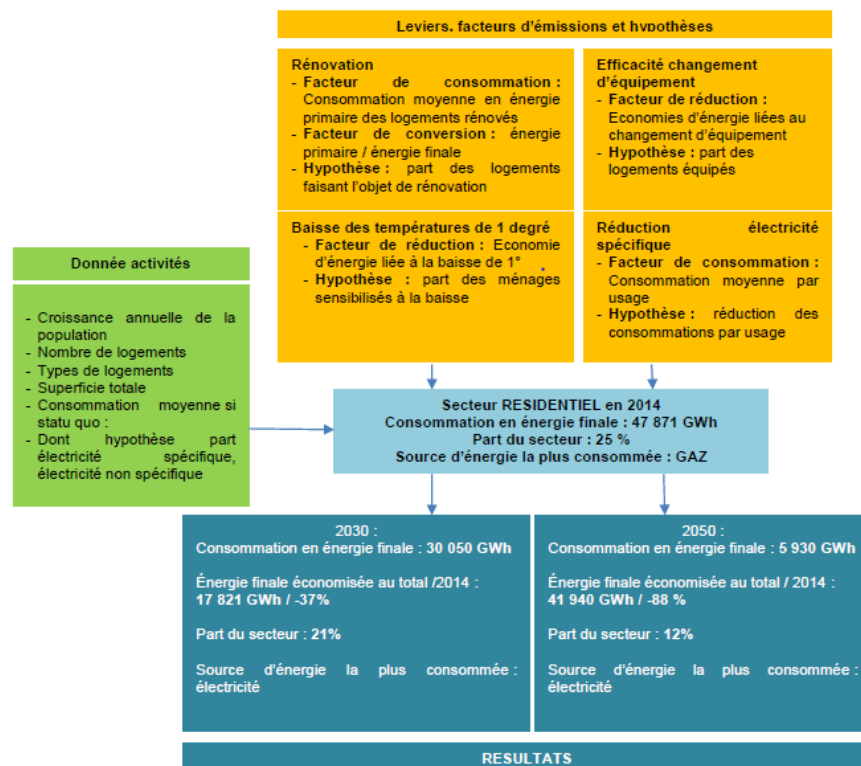 Leviers, facteurs d'émissions et hypothèses
Rénovation
- Facteur de consommation :
Consommation moyenne en énergie
primaire des logements rénovés
- Facteur de conversion : énergie
primaire / énergie finale
- Hypothèse : part des logements
faisant l'objet de rénovation
Efficacité changement
d'équipement
- Facteur de réduction :
Economies d'énergie liées au
changement d'équipement
- Hypothèse : part des
logements équipés
Baisse des températures de 1 degré
- Facteur de réduction : Economie
d'énergie liée à la baisse de 1°
- Hypothèse : part des ménages
sensibilisés à la baisse
Réduction électricité
spécifique
- Facteur de consommation :
Consommation moyenne par
usage
- Hypothèse : réduction des
consommations par usage
Donnée activités
- Croissance annuelle de la
population
- Nombre de logements
- Types de logements
- Superficie totale
- Consommation moyenne si
statu quo :
- Dont hypothèse part
électricité spécifique,
électricité non spécifique
Secteur RESIDENTIEL en 2014
Consommation en énergie finale : 47 871 GWh
Part du secteur : 25 %
Source d'énergie la plus consommée : GAZ
2030 :
Consommation en énergie finale : 30 050 GWh
Énergie finale économisée au total /2014 :
17 821 GWh / -37%
Part du secteur : 21%
Source d'énergie la plus consommée :
électricité
2050 :
Consommation en énergie finale : 5 930 GWh
Énergie finale économisée au total / 2014 :
41 940 GWh / -88 %
Part du secteur : 12%
Source d'énergie la plus consommée :
électricité
RESULTATS